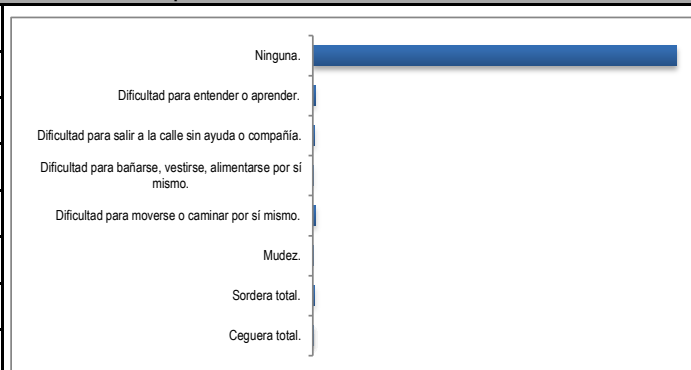 Ninguna.
Dificultad para entender o aprender.
Dificultad para salir a la calle sin ayuda o compañía.
Dificultad para bañarse, vestirse, alimentarse por sí
mismo.
Dificultad para moverse o caminar por sí mismo.
Mudez.
Sordera total.
Ceguera total.